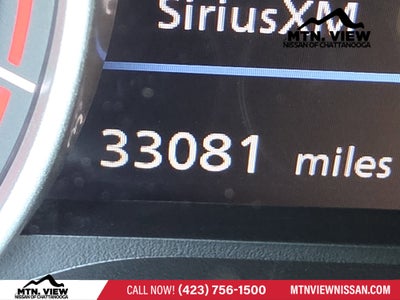 SiriusXM
MTN. VIEW
NISSAN OF CHATTANOOGA
33081 miles
MTN. VIEW
NISSAN OF CHATTANOOGA
CALL NOW! (423) 756-1500
MTNVIEWNISSAN.COM